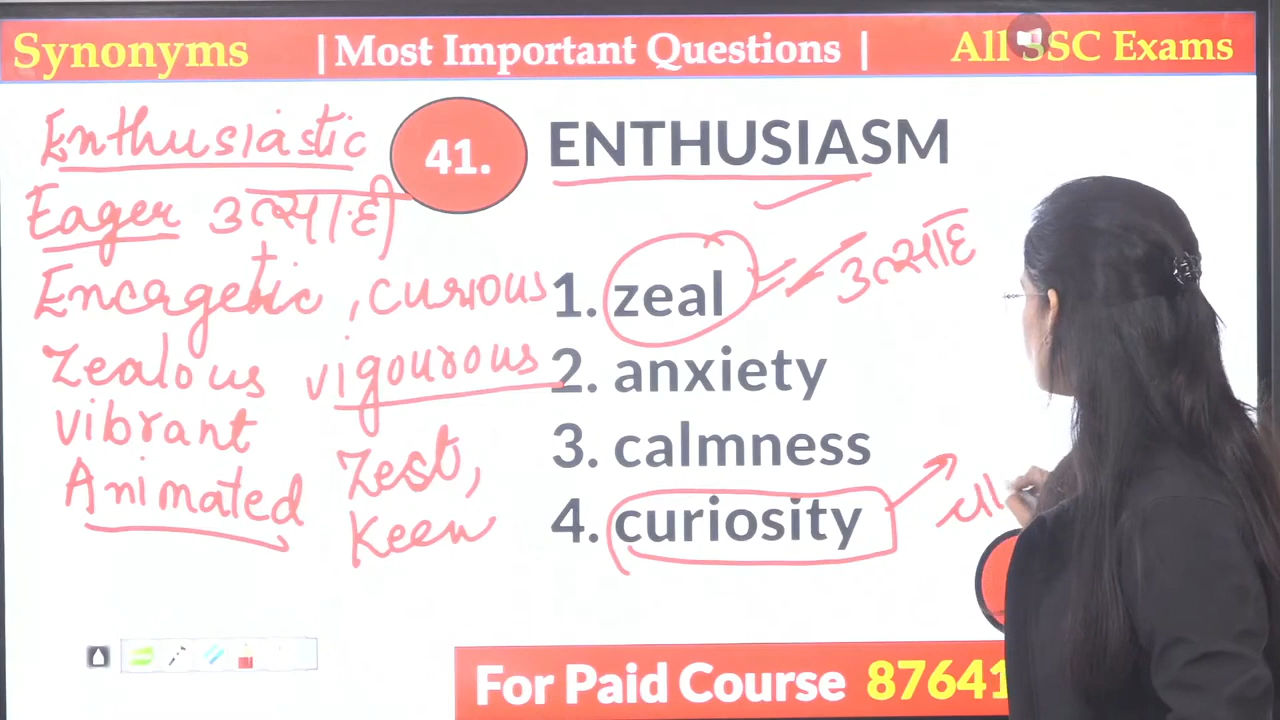 Synonyms | Most Important Questions | All SSC Exams
Enthusiastic
41. ENTHUSIASM
Eager उत्साही
Energetic, curious
1. zeal
उत्साह
Zealous vigourous
2. anxiety
vibrant
3. calmness
Animated
Zest,
Keen
4. curiosity
For Paid Course 87641